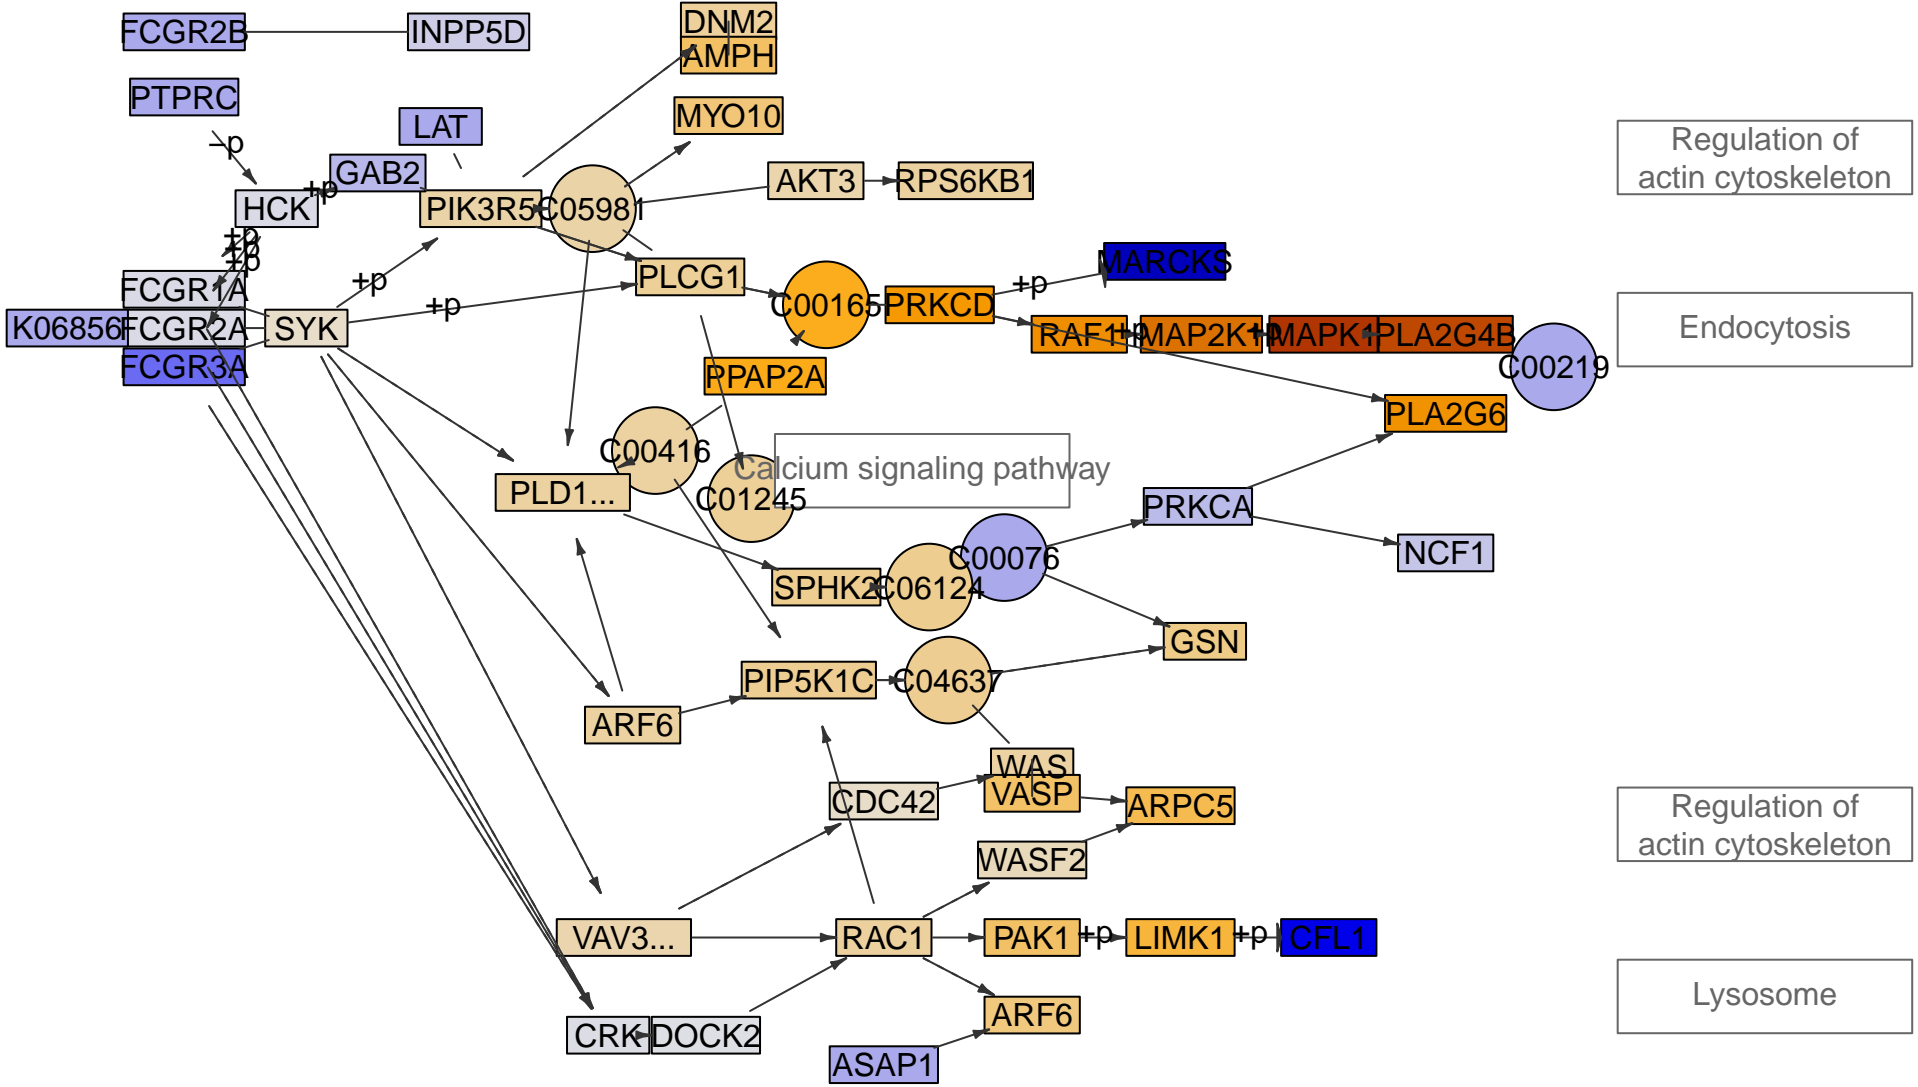 FCGR2B
INPP5D
DNM2
AMPH
PTPRC
LAT
MYO10
−p
GAB2
+p
HCK
PIK3R5
C05981
AKT3
RPS6KB1
Regulation of
actin cytoskeleton
+p
+p
+p
FCGR1A
+p
PLCG1
C00165
PRKCD
+p
MARCKS
K06856
FCGR2A
SYK
+p
RAF1
+p
MAP2K1
+p
MAPK1
PLA2G4B
Endocytosis
FCGR3A
PPAP2A
C00219
PLA2G6
C00416
Calcium signaling pathway
PLD1...
C01245
PRKCA
NCF1
C00076
SPHK2
C06124
GSN
PIP5K1C
C04637
ARF6
WAS
VASP
CDC42
ARPC5
Regulation of
actin cytoskeleton
WASF2
VAV3...
RAC1
PAK1
+p
LIMK1
+p
CFL1
Lysosome
ARF6
CRK
DOCK2
ASAP1